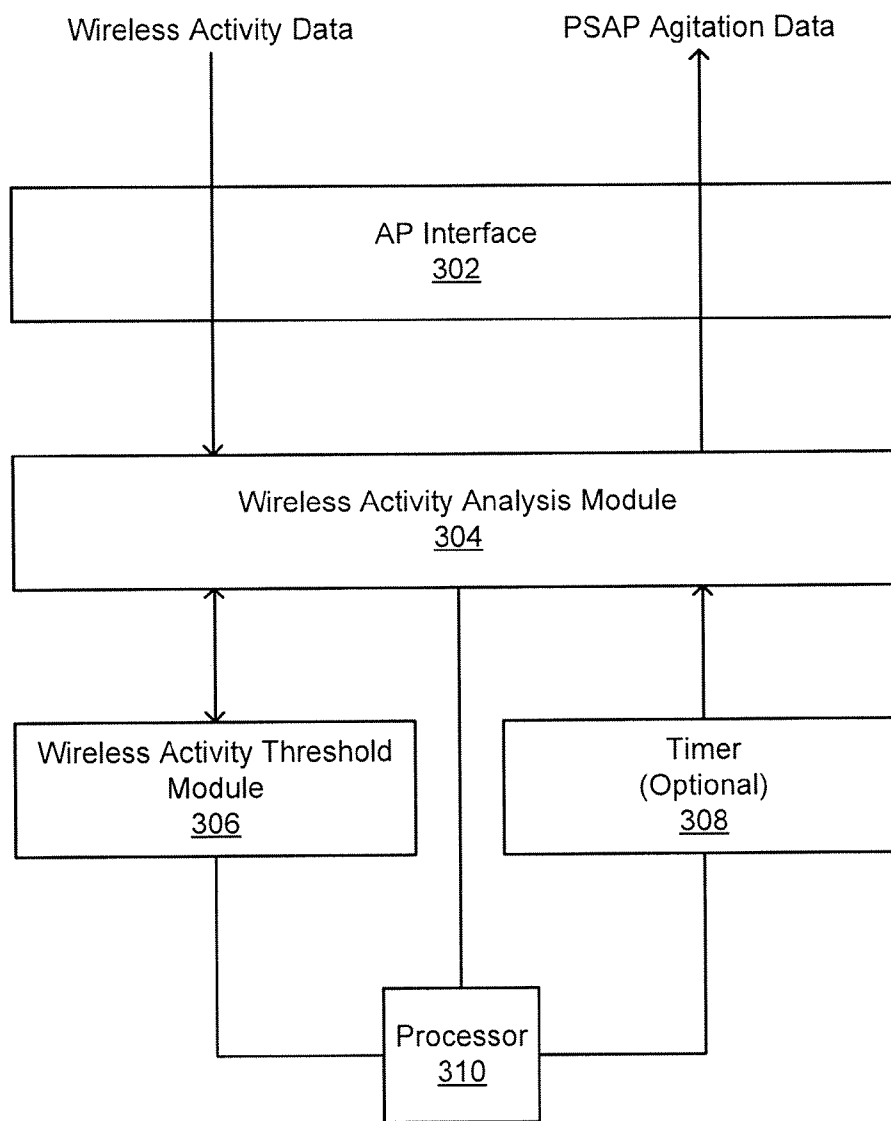 Wireless Activity Data
PSAP Agitation Data
AP Interface
302
Wireless Activity Analysis Module
304
Wireless Activity Threshold
Module
306
Timer
(Optional)
308
Processor
310